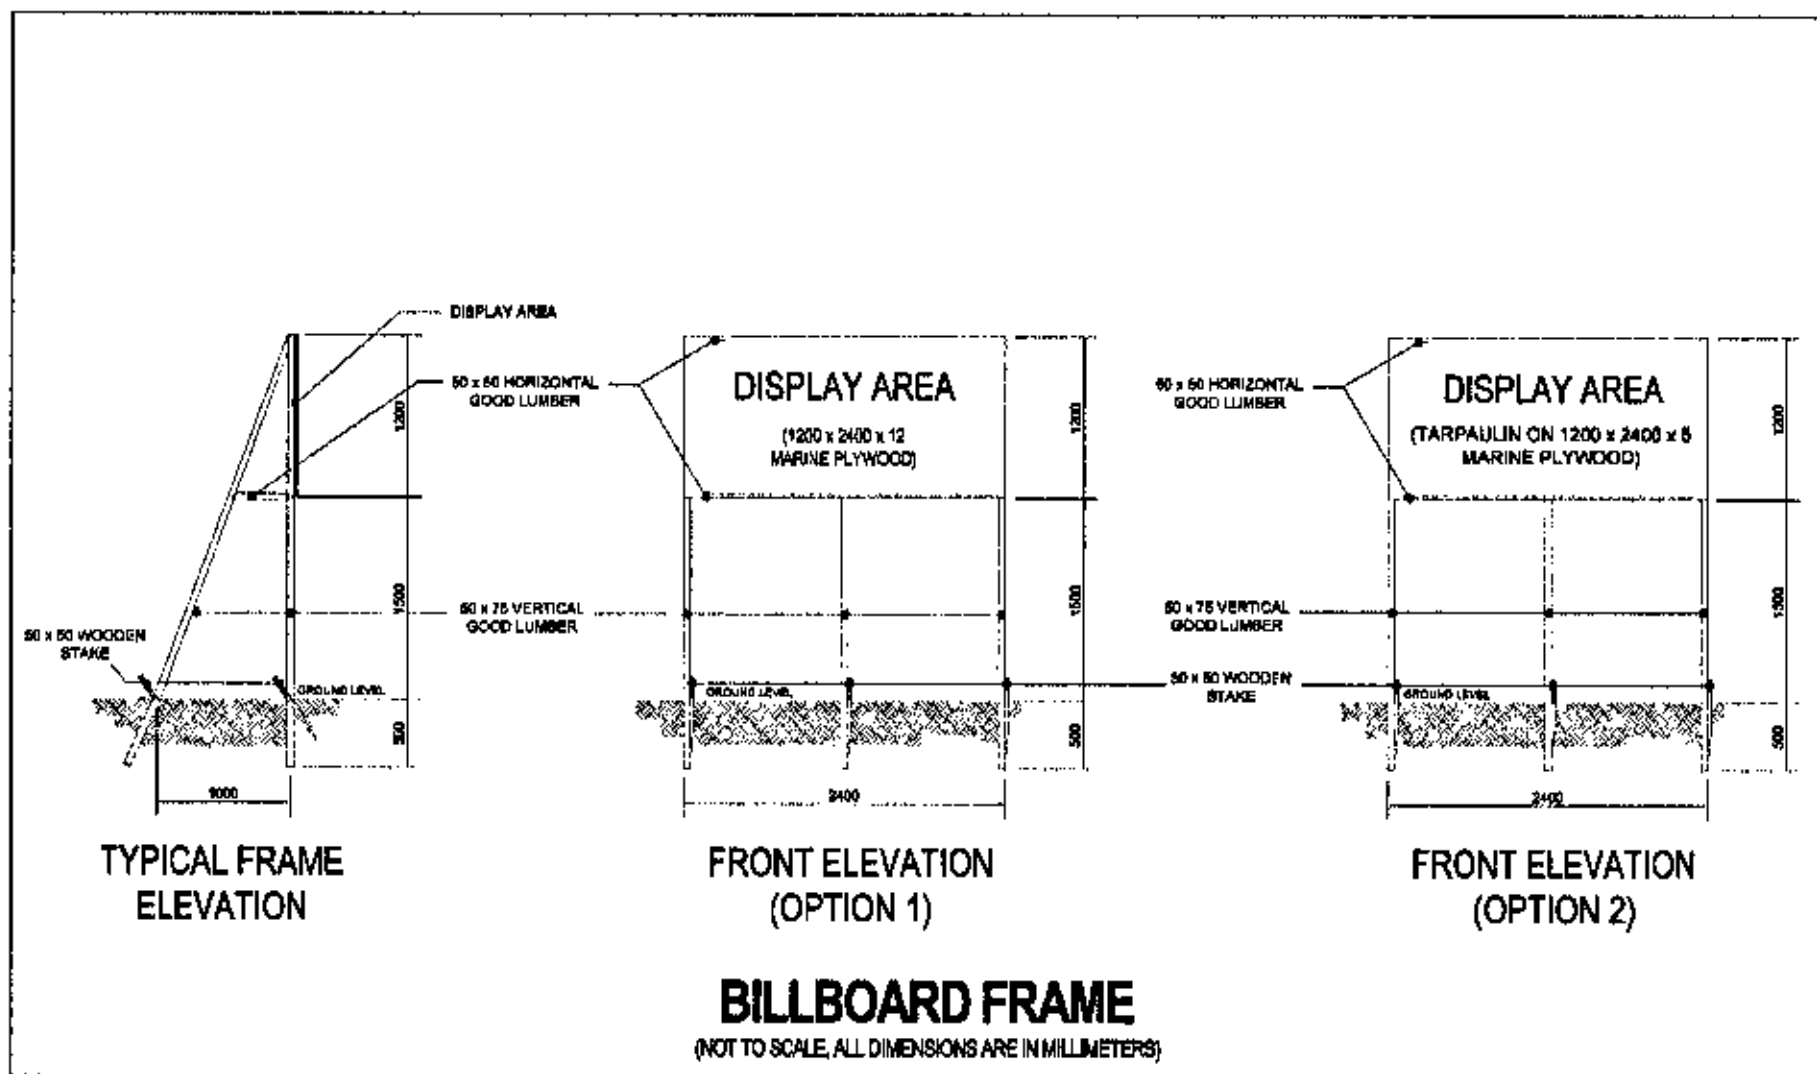 DISPLAY AREA
50 x 50 HORIZONTAL
GOOD LUMBER
50 x 75 VERTICAL
GOOD LUMBER
50 x 50 WOODEN
STAKE
GROUND LEVEL
1200
1500
500
1000
TYPICAL FRAME
ELEVATION
DISPLAY AREA
(1200 x 2400 x 12
MARINE PLYWOOD)
GROUND LEVEL
1200
1500
500
2400
FRONT ELEVATION
(OPTION 1)
50 x 50 HORIZONTAL
GOOD LUMBER
50 x 75 VERTICAL
GOOD LUMBER
50 x 50 WOODEN
STAKE
DISPLAY AREA
(TARPAULIN ON 1200 x 2400 x 5
MARINE PLYWOOD)
GROUND LEVEL
1200
1500
500
2400
FRONT ELEVATION
(OPTION 2)
BILLBOARD FRAME
(NOT TO SCALE, ALL DIMENSIONS ARE IN MILLIMETERS)